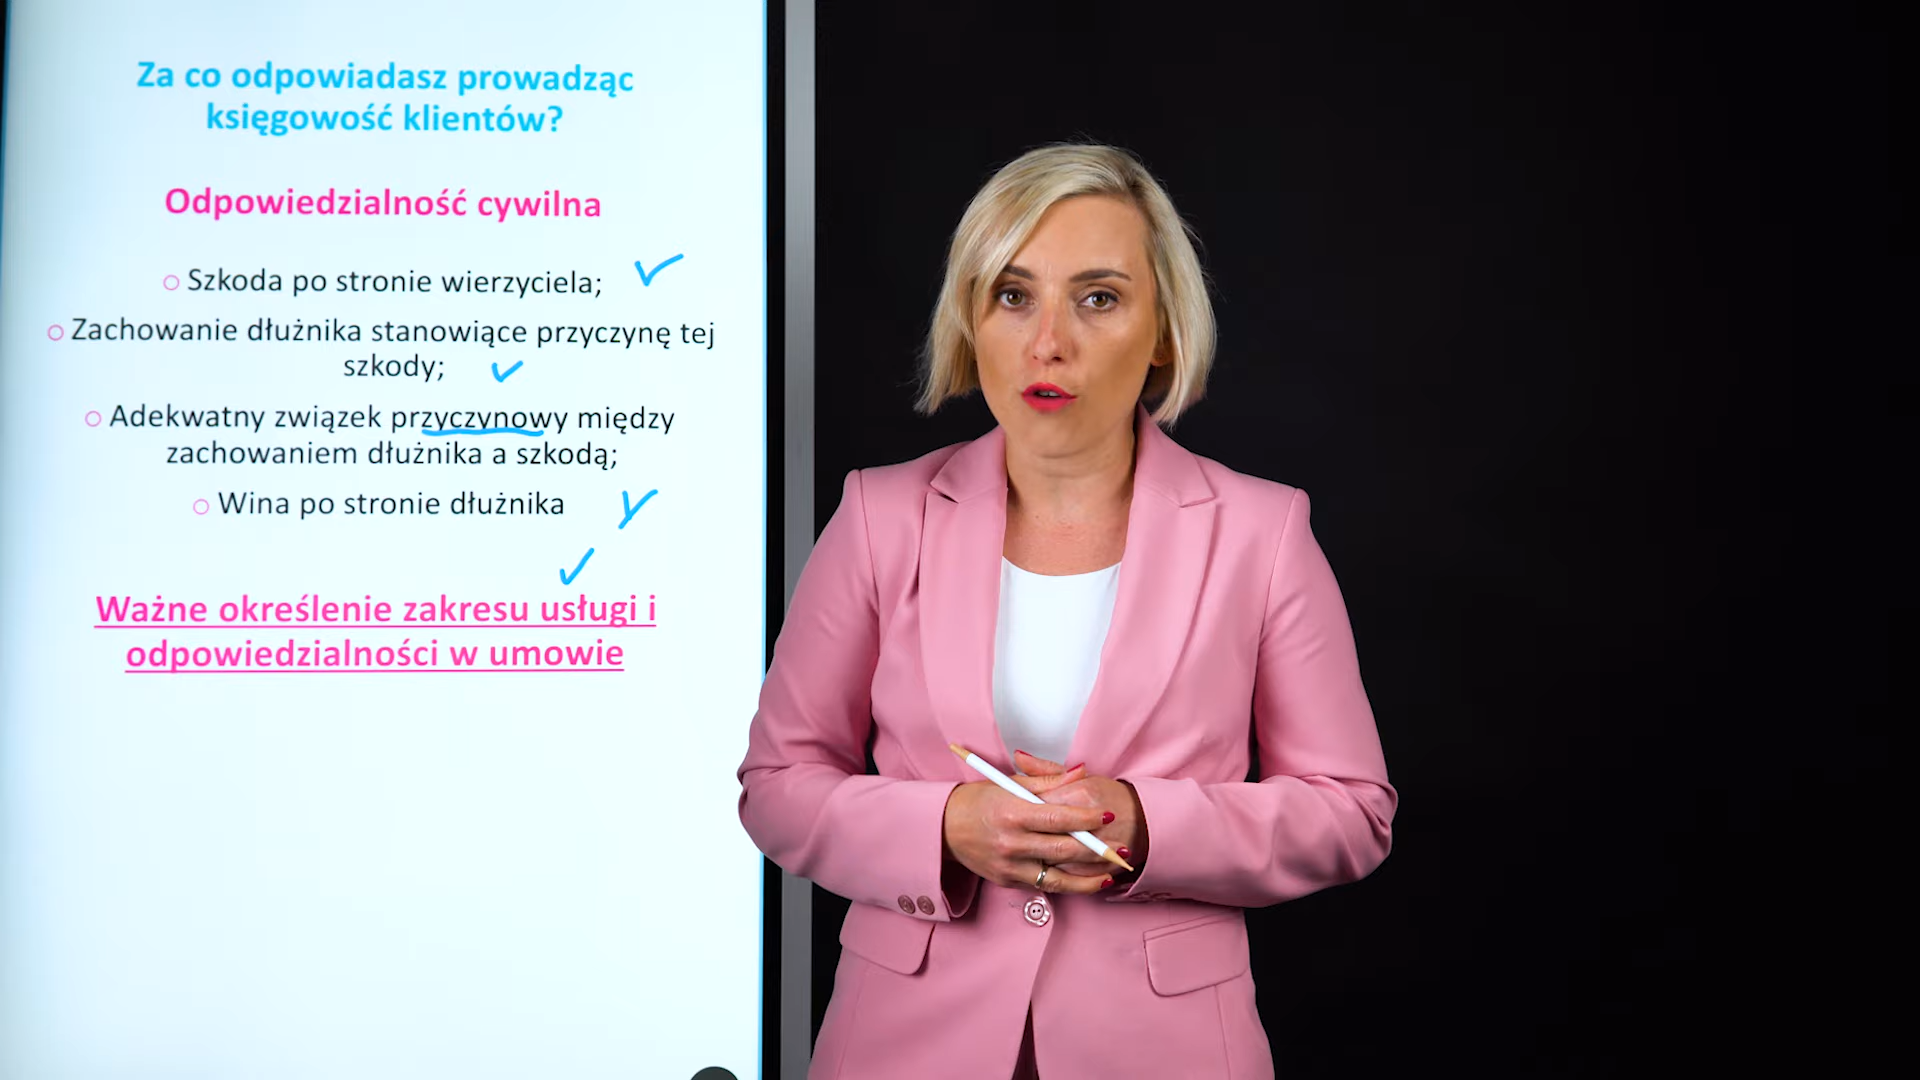 Za co odpowiadasz prowadząc
księgowość klientów?
Odpowiedzialność cywilna
Szkoda po stronie wierzyciela;
Zachowanie dłużnika stanowiące przyczynę tej
szkody;
Adekwatny związek przyczynowy między
zachowaniem dłużnika a szkodą;
Wina po stronie dłużnika
Ważne określenie zakresu usługi i
odpowiedzialności w umowie